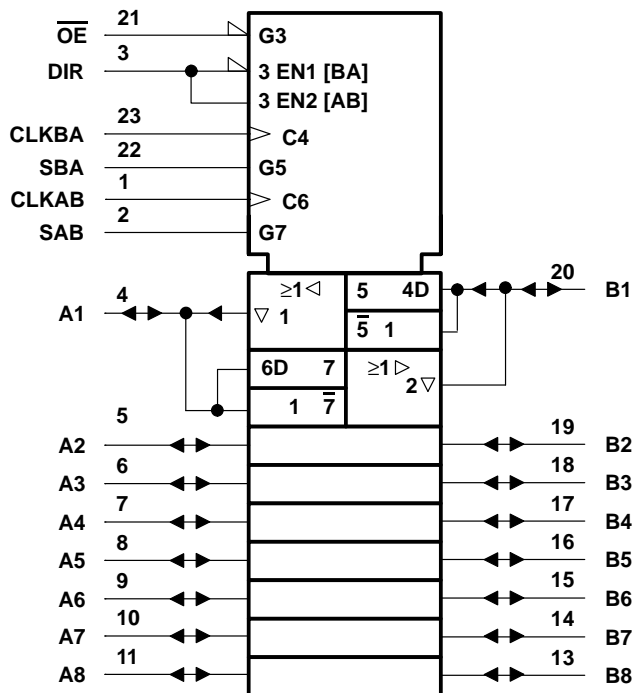 21
OE̅ G3
3
DIR 3 EN1 [BA]
3 EN2 [AB]
23
CLKBA C4
22
SBA G5
1
CLKAB C6
2
SAB G7
4 ≥1 ◁ 5 4D 20
A1 ▽ 1 5̅ 1 B1
6D 7 ≥1 ▷
1 7̅ 2 ▽
5 19
A2 B2
6 18
A3 B3
7 17
A4 B4
8 16
A5 B5
9 15
A6 B6
10 14
A7 B7
11 13
A8 B8